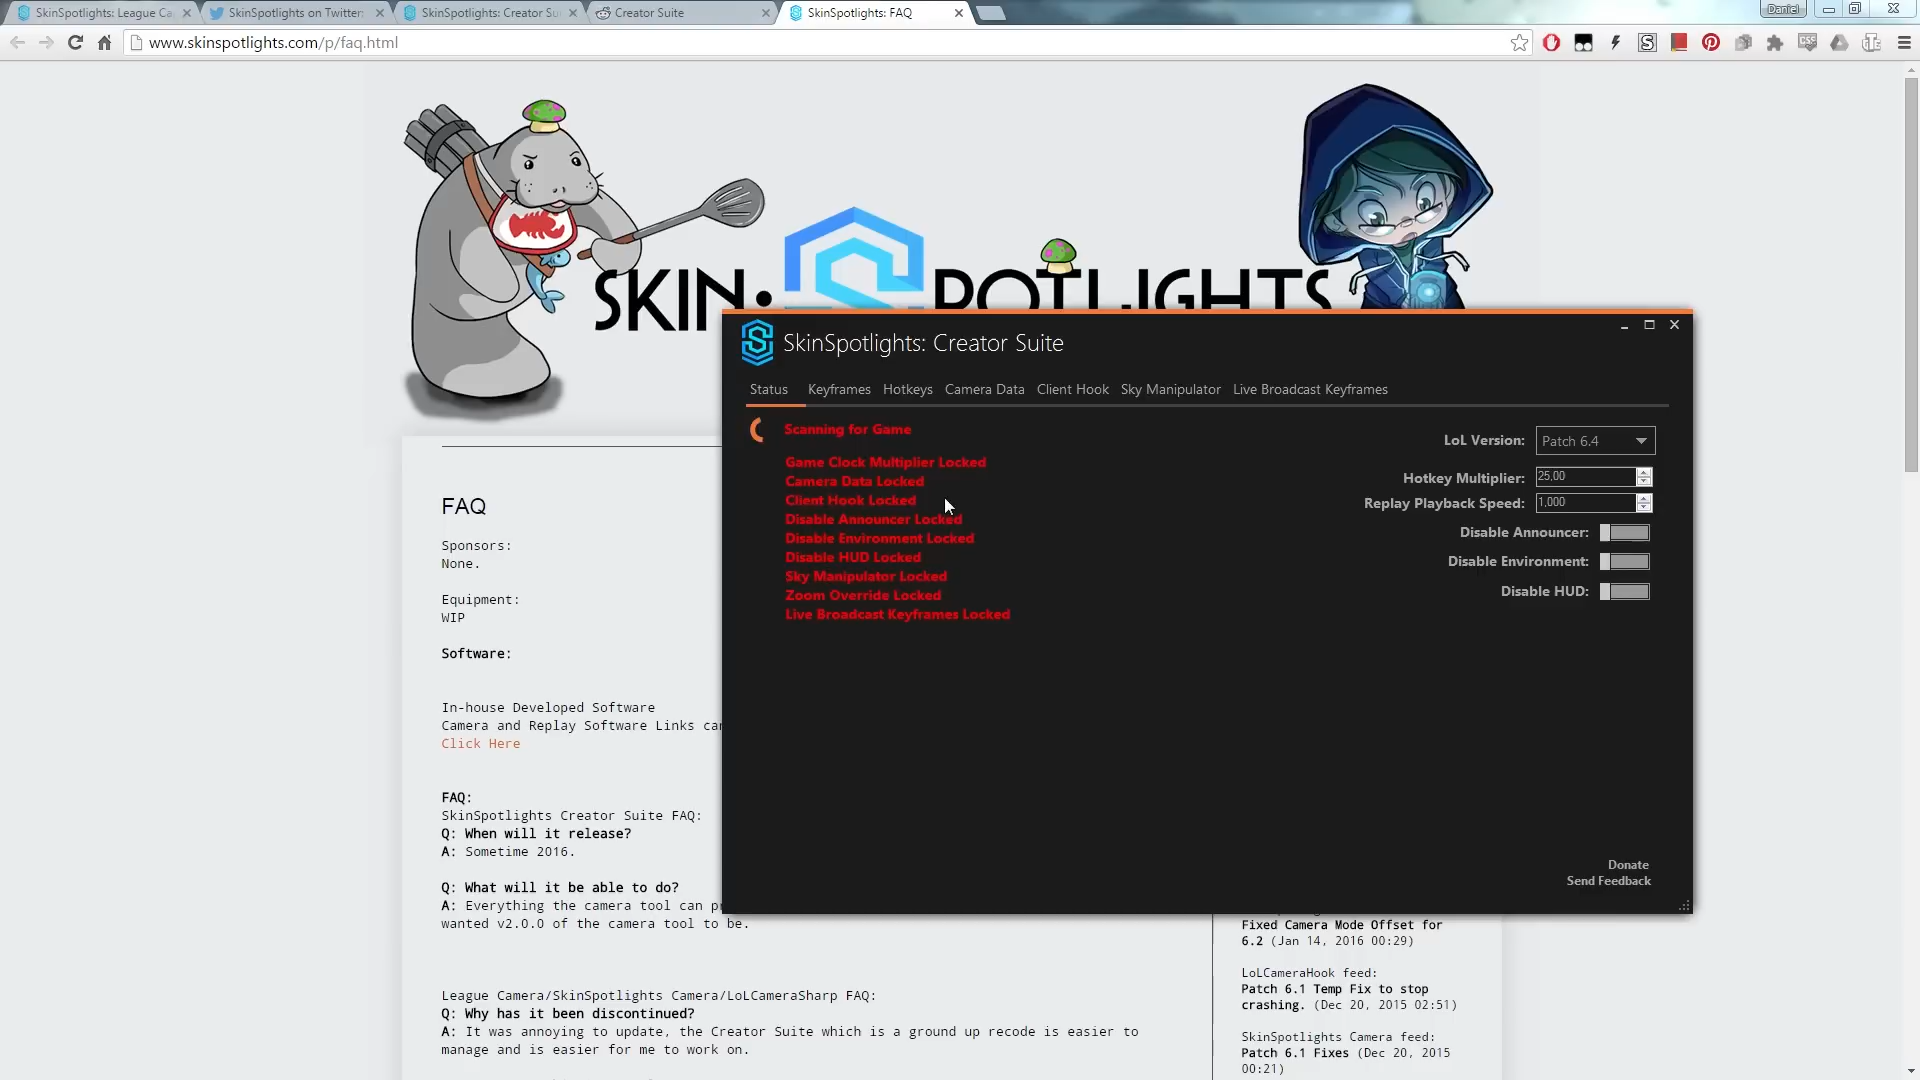 SkinSpotlights: League Ca
SkinSpotlights on Twitter
SkinSpotlights: Creator Su
Creator Suite
SkinSpotlights: FAQ
Daniel
www.skinspotlights.com/p/faq.html
SKIN: SPOTLIGHTS
SkinSpotlights: Creator Suite
Status Keyframes Hotkeys Camera Data Client Hook Sky Manipulator Live Broadcast Keyframes
Scanning for Game
Game Clock Multiplier Locked
Camera Data Locked
Client Hook Locked
Disable Announcer Locked
Disable Environment Locked
Disable HUD Locked
Sky Manipulator Locked
Zoom Override Locked
Live Broadcast Keyframes Locked
LoL Version: Patch 6.4
Hotkey Multiplier: 25,00
Replay Playback Speed: 1,000
Disable Announcer:
Disable Environment:
Disable HUD:
Donate
Send Feedback
FAQ
Sponsors:
None.
Equipment:
WIP
Software:
In-house Developed Software
Camera and Replay Software Links can
Click Here
FAQ:
SkinSpotlights Creator Suite FAQ:
Q: When will it release?
A: Sometime 2016.
Q: What will it be able to do?
A: Everything the camera tool can
wanted v2.0.0 of the camera tool to be.
League Camera/SkinSpotlights Camera/LoLCameraSharp FAQ:
Q: Why has it been discontinued?
A: It was annoying to update, the Creator Suite which is a ground up recode is easier to
manage and is easier for me to work on.
Fixed Camera Mode Offset for
6.2 (Jan 14, 2016 00:29)
LoLCameraHook feed:
Patch 6.1 Temp Fix to stop
crashing. (Dec 20, 2015 02:51)
SkinSpotlights Camera feed:
Patch 6.1 Fixes (Dec 20, 2015
00:21)